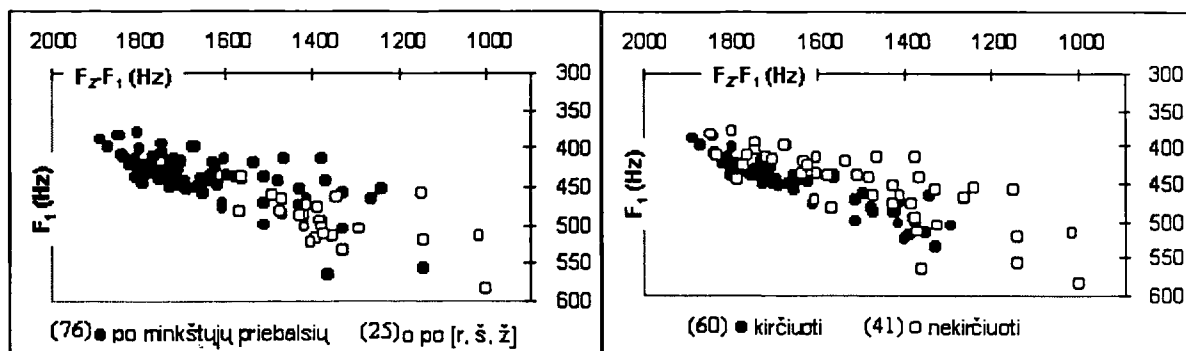 2000 1800 1600 1400 1200 1000
F₂-F₁ (Hz)
300
350
400
450
500
550
600
F₁ (Hz)
(76) ● po minkštųjų priebalsių (25) o po [r, š, ž]
2000 1800 1600 1400 1200 1000
F₂-F₁ (Hz)
300
350
400
450
500
550
600
F₁ (Hz)
(60) ● kirčiuoti (41) o nekirčiuoti